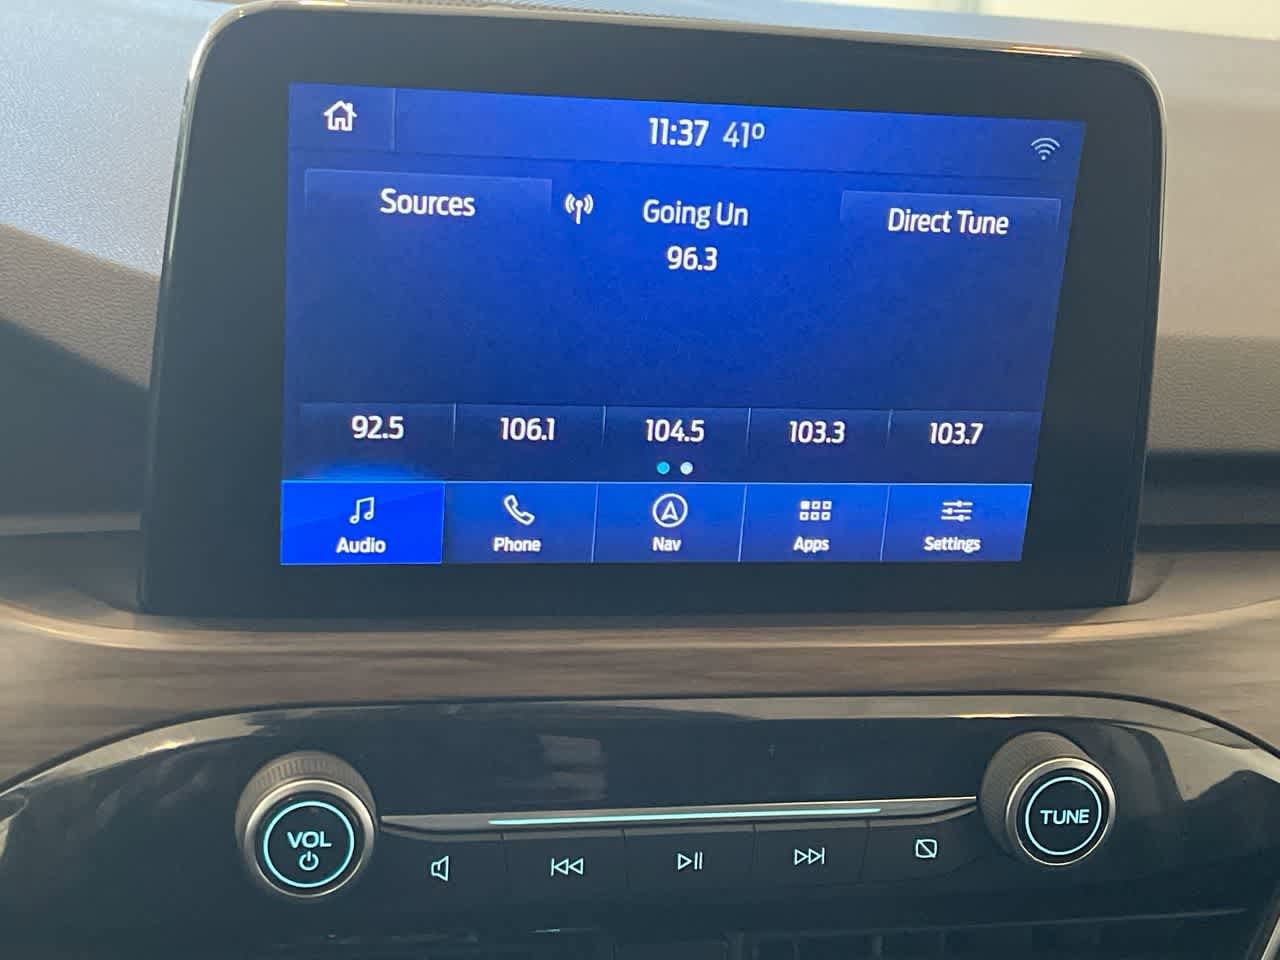 11:37 41º
Sources
Going Un
Direct Tune
96.3
92.5 106.1 104.5 103.3 103.7
Audio Phone Nav Apps Settings
VOL
TUNE